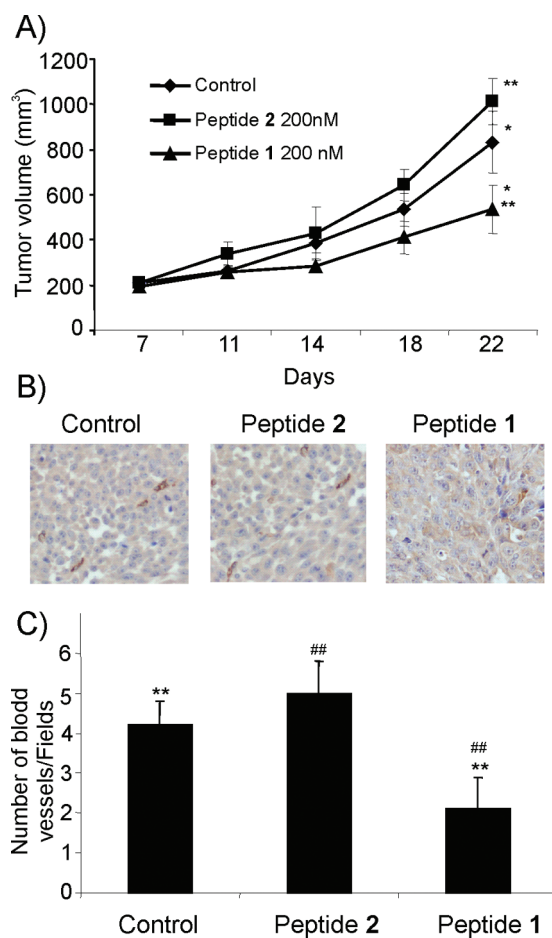 A)
1200
1000
800
600
400
200
0
Tumor volume (mm³)
Control
Peptide 2 200nM
Peptide 1 200 nM
**
*
*
**
7 11 14 18 22
Days
B)
Control Peptide 2 Peptide 1
C)
6
5
4
3
2
1
0
Number of blodd
vessels/Fields
**
##
##
**
Control Peptide 2 Peptide 1